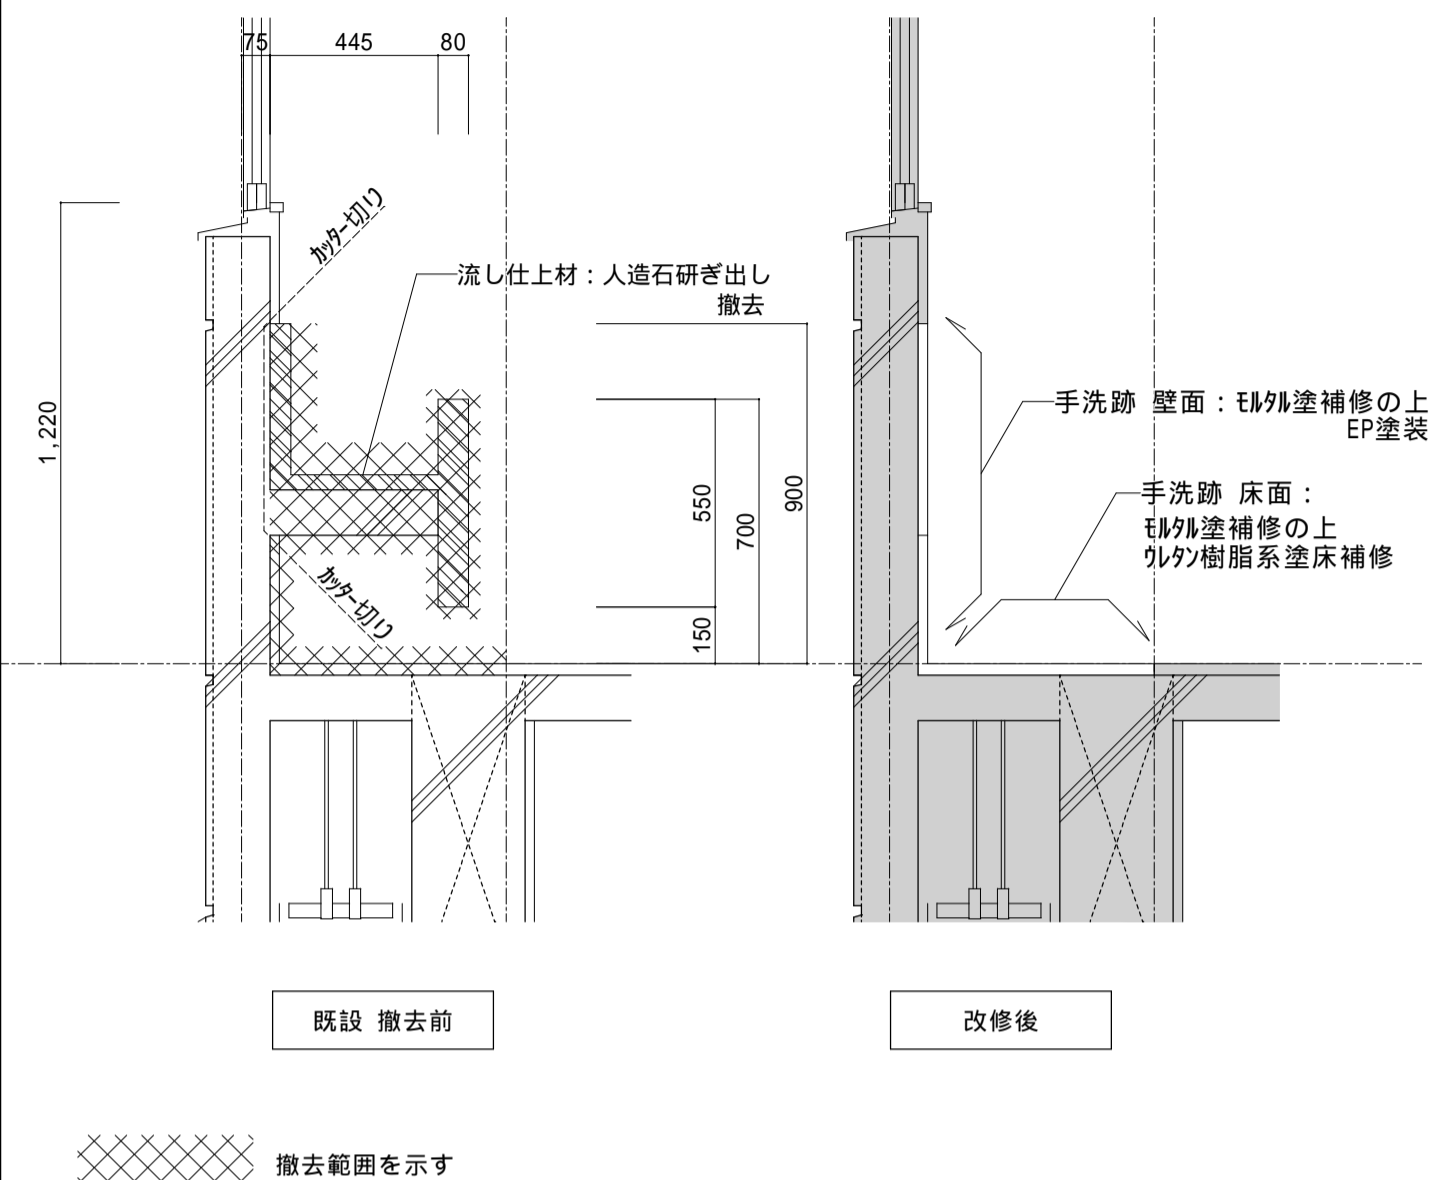 75
445
80
カッター切り
流し仕上材：人造石研ぎ出し
撤去
1,220
カッター切り
550
700
900
150
手洗跡 壁面：モルタル塗補修の上
EP塗装
手洗跡 床面：
モルタル塗補修の上
ウレタン樹脂系塗床補修
既設 撤去前
改修後
撤去範囲を示す